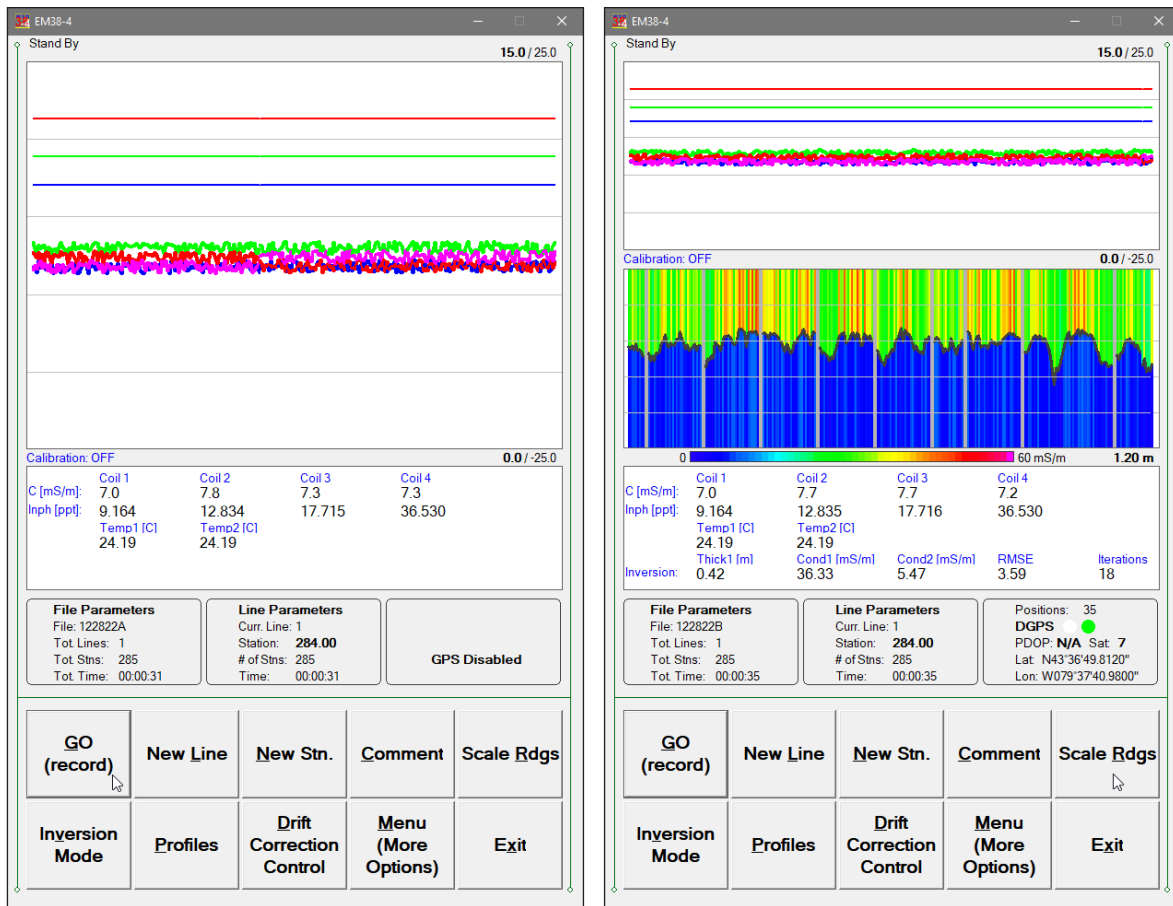 EM38-4
Stand By
15.0 / 25.0
Calibration: OFF
0.0 / -25.0
Coil 1 Coil 2 Coil 3 Coil 4
C [mS/m]: 7.0 7.8 7.3 7.3
Inph [ppt]: 9.164 12.834 17.715 36.530
Temp1 [C] Temp2 [C]
24.19 24.19
File Parameters
File: 122822A
Tot. Lines: 1
Tot. Stns: 285
Tot. Time: 00:00:31
Line Parameters
Curr. Line: 1
Station: 284.00
# of Stns: 285
Time: 00:00:31
GPS Disabled
GO
(record)
New Line
New Stn.
Comment
Scale Rdgs
Inversion
Mode
Profiles
Drift
Correction
Control
Menu
(More
Options)
Exit
EM38-4
Stand By
15.0 / 25.0
Calibration: OFF
0.0 / -25.0
0 60 mS/m 1.20 m
Coil 1 Coil 2 Coil 3 Coil 4
C [mS/m]: 7.0 7.7 7.7 7.2
Inph [ppt]: 9.164 12.835 17.716 36.530
Temp1 [C] Temp2 [C]
24.19 24.19
Thick1 [m] Cond1 [mS/m] Cond2 [mS/m] RMSE Iterations
Inversion: 0.42 36.33 5.47 3.59 18
File Parameters
File: 122822B
Tot. Lines: 1
Tot. Stns: 285
Tot. Time: 00:00:35
Line Parameters
Curr. Line: 1
Station: 284.00
# of Stns: 285
Time: 00:00:35
Positions: 35
DGPS
PDOP: N/A Sat: 7
Lat: N43°36'49.8120"
Lon: W079°37'40.9800"
GO
(record)
New Line
New Stn.
Comment
Scale Rdgs
Inversion
Mode
Profiles
Drift
Correction
Control
Menu
(More
Options)
Exit